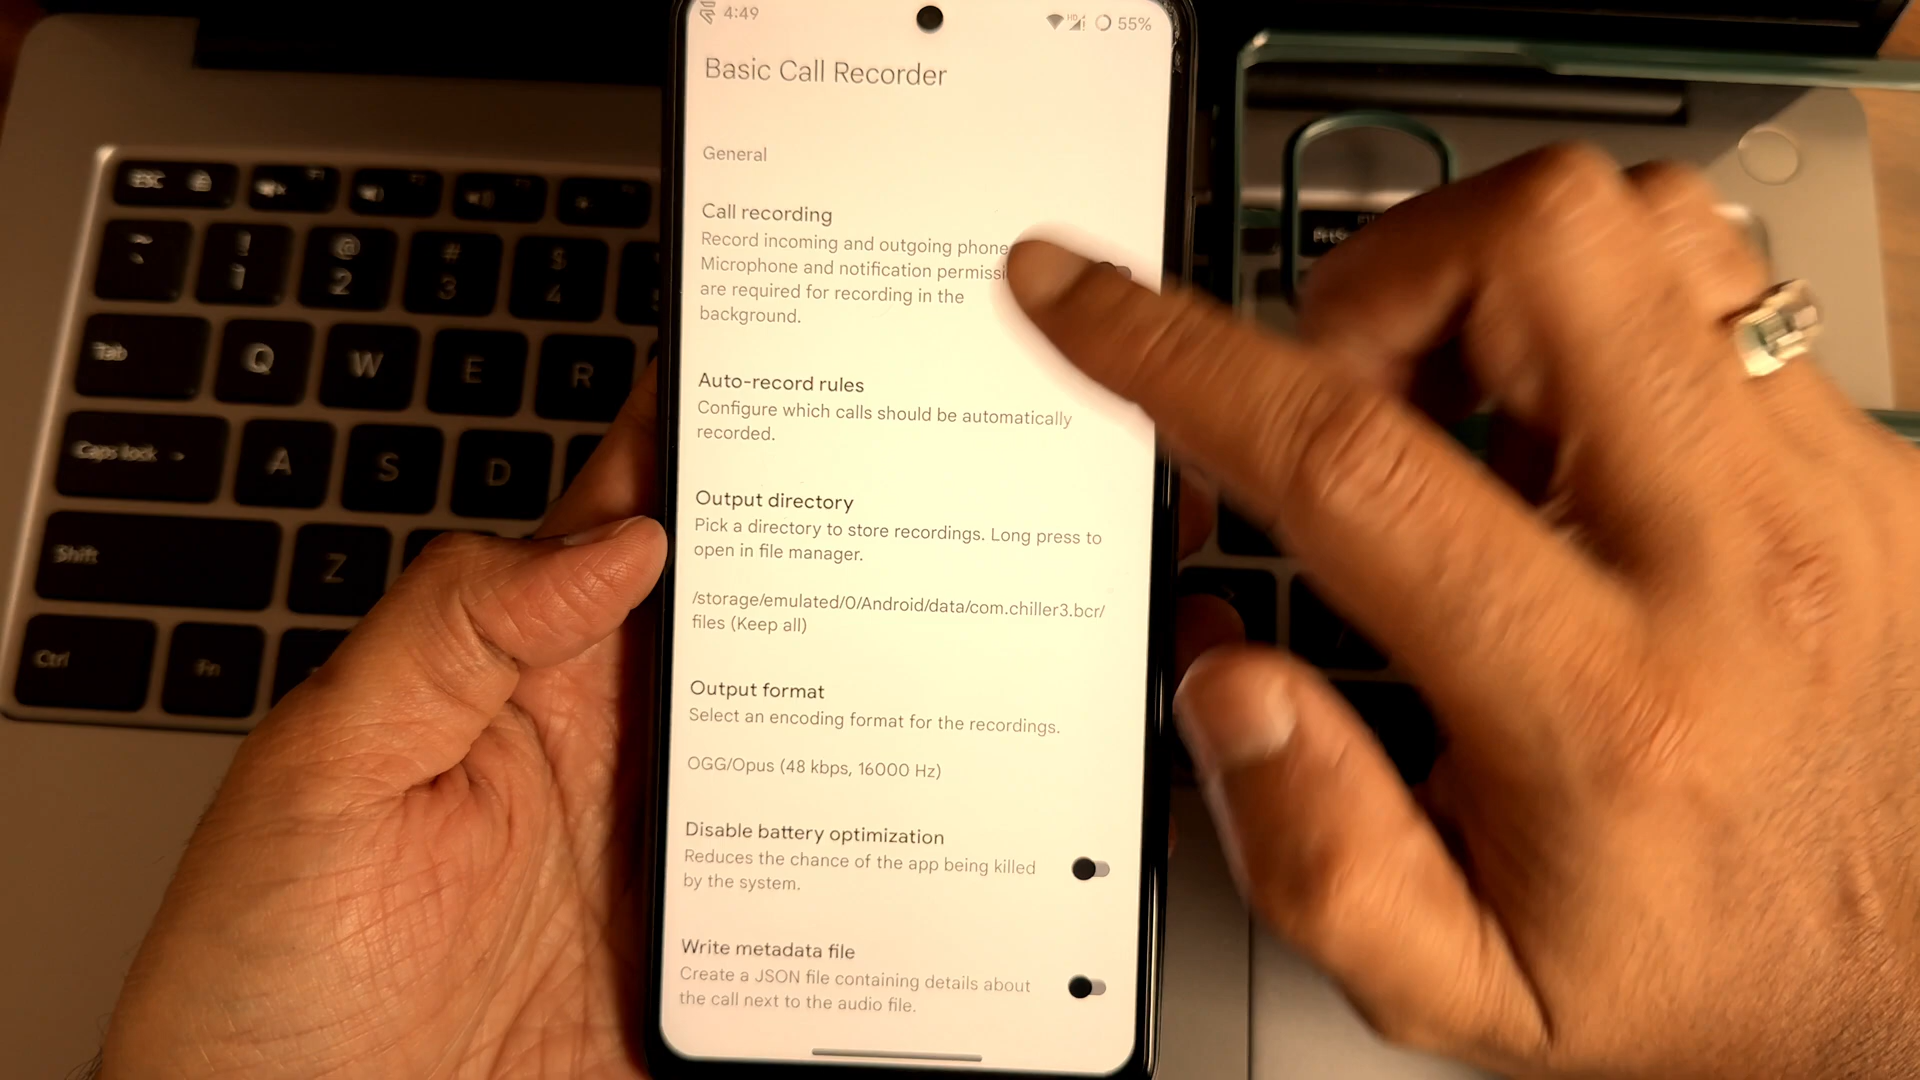 4:49
HD
55%
Basic Call Recorder
General
Call recording
Record incoming and outgoing phone
Microphone and notification
are required for recording in the
background.
Auto-record rules
Configure which calls should be automatically
recorded.
Output directory
Pick a directory to store recordings. Long press to
open in file manager.
/storage/emulated/0/Android/data/com.chiller3.bcr/
files (Keep all)
Output format
Select an encoding format for the recordings.
OGG/Opus (48 kbps, 16000 Hz)
Disable battery optimization
Reduces the chance of the app being killed
by the system.
Write metadata file
Create a JSON file containing details about
the call next to the audio file.
ESC
~
! 1
@ 2
# 3
$ 4
Tab
Q W E R
Caps lock
A S D
Shift
Z
Ctrl
Fn